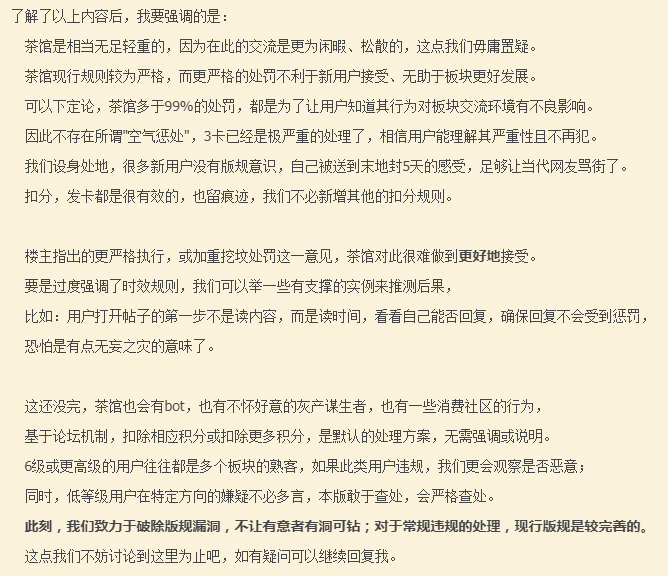 了解了以上内容后，我要强调的是：
茶馆是相当无足轻重的，因为在此的交流是更为闲暇、松散的，这点我们毋庸置疑。
茶馆现行规则较为严格，而更严格的处罚不利于新用户接受、无助于板块更好发展。
可以下定论，茶馆多于99%的处罚，都是为了让用户知道其行为对板块交流环境有不良影响。
因此不存在所谓"空气惩处"，3卡已经是极严重的处理了，相信用户能理解其严重性且不再犯。
我们设身处地，很多新用户没有版规意识，自己被送到末地封5天的感受，足够让当代网友骂街了。
扣分，发卡都是很有效的，也留痕迹，我们不必新增其他的扣分规则。
楼主指出的更严格执行，或加重挖坟处罚这一意见，茶馆对此很难做到更好地接受。
要是过度强调了时效规则，我们可以举一些有支撑的实例来推测后果，
比如：用户打开帖子的第一步不是读内容，而是读时间，看看自己能否回复，确保回复不会受到惩罚，
恐怕是有点无妄之灾的意味了。
这还没完，茶馆也会有bot，也有不怀好意的灰产谋生者，也有一些消费社区的行为，
基于论坛机制，扣除相应积分或扣除更多积分，是默认的处理方案，无需强调或说明。
6级或更高级的用户往往都是多个板块的熟客，如果此类用户违规，我们更会观察是否恶意；
同时，低等级用户在特定方向的嫌疑不必多言，本版敢于查处，会严格查处。
此刻，我们致力于破除版规漏洞，不让有意者有洞可钻；对于常规违规的处理，现行版规是较完善的。
这点我们不妨讨论到这里为止吧，如有疑问可以继续回复我。